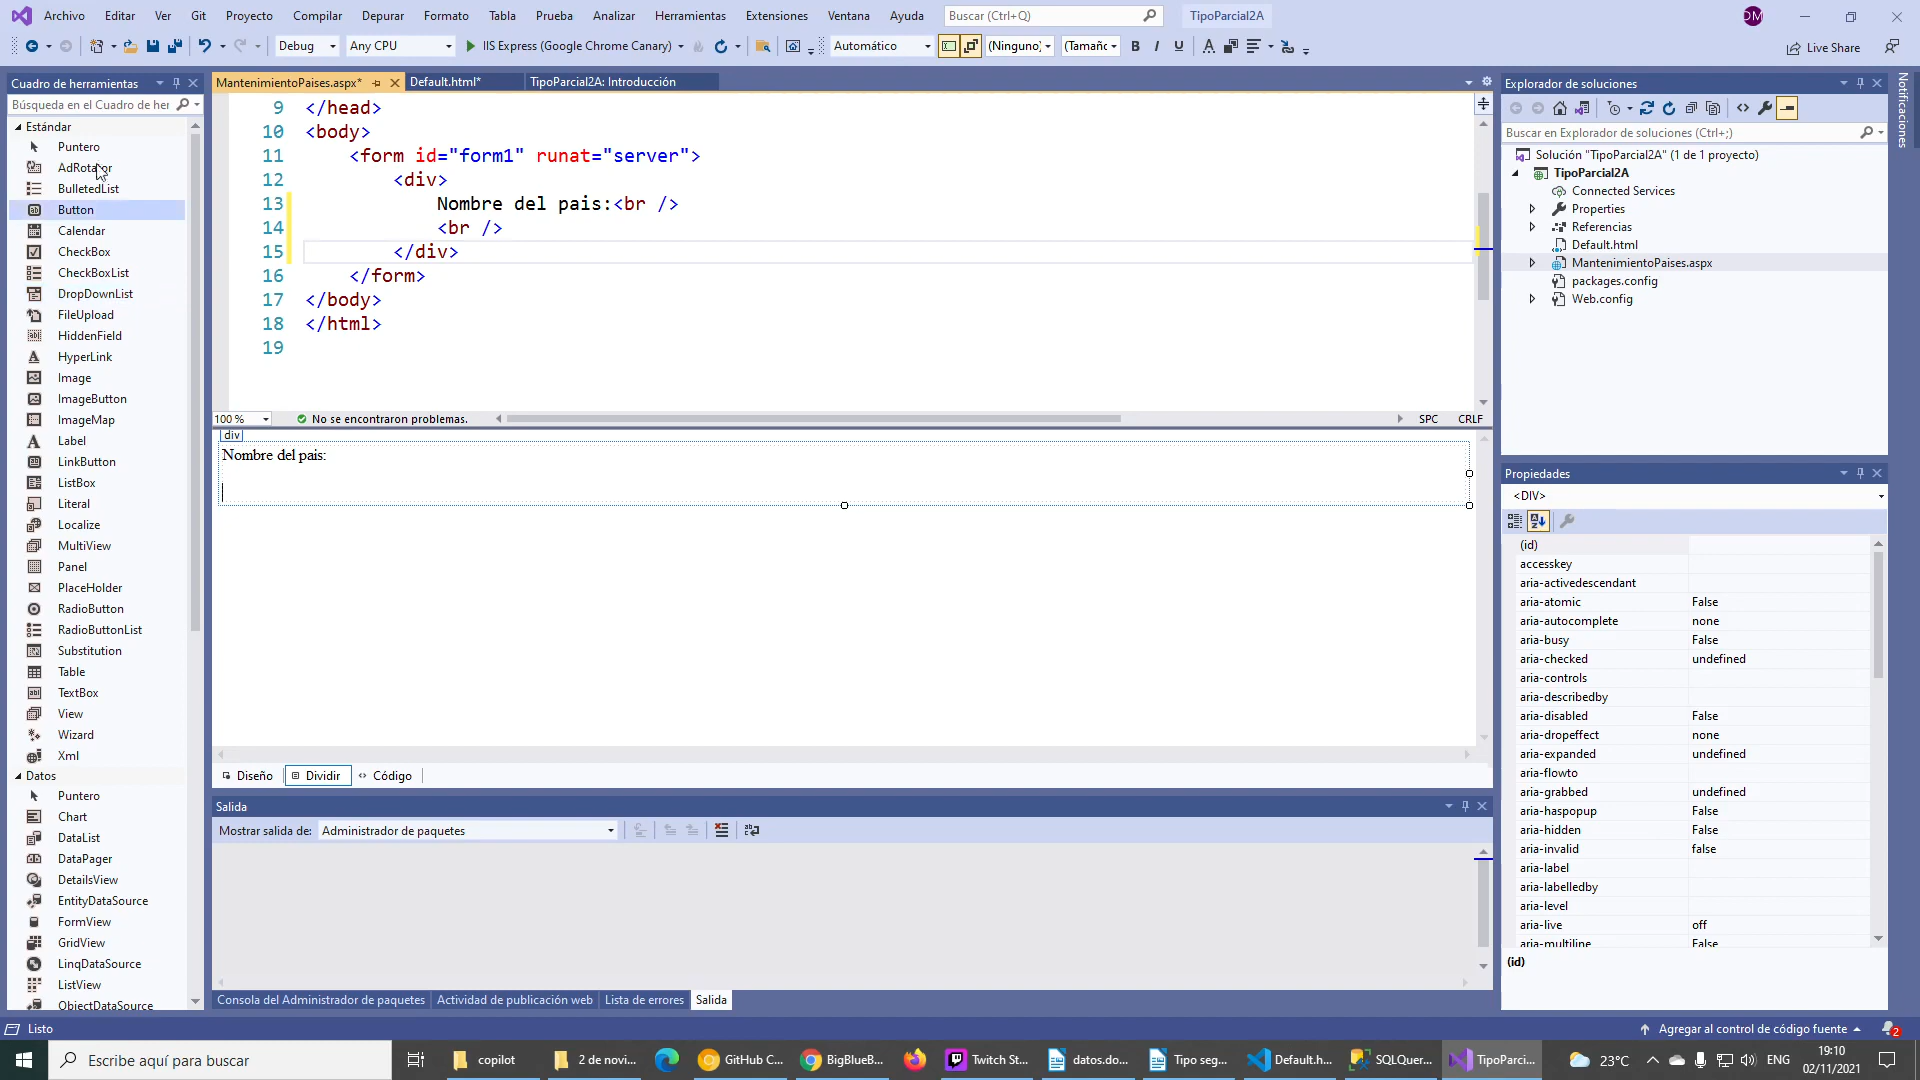 Archivo Editar Ver Git Proyecto Compilar Depurar Formato Tabla Prueba Analizar Herramientas Extensiones Ventana Ayuda Buscar (Ctrl+Q) TipoParcial2A DM
Debug Any CPU IIS Express (Google Chrome Canary) Automático (Ninguno) (Tamañc Live Share
Cuadro de herramientas
Búsqueda en el Cuadro de her
Estándar
Puntero
AdRotator
BulletedList
Button
Calendar
CheckBox
CheckBoxList
DropDownList
FileUpload
HiddenField
HyperLink
Image
ImageButton
ImageMap
Label
LinkButton
ListBox
Literal
Localize
MultiView
Panel
PlaceHolder
RadioButton
RadioButtonList
Substitution
Table
TextBox
View
Wizard
Xml
Datos
Puntero
Chart
DataList
DataPager
DetailsView
EntityDataSource
FormView
GridView
LinqDataSource
ListView
ObjectDataSource
MantenimientoPaises.aspx* Default.html* TipoParcial2A: Introducción
9 </head>
10 <body>
11 <form id="form1" runat="server">
12 <div>
13 Nombre del pais:<br />
14 <br />
15 </div>
16 </form>
17 </body>
18 </html>
19
100 % No se encontraron problemas. SPC CRLF
div
Nombre del pais:
Diseño Dividir Código
Salida
Mostrar salida de: Administrador de paquetes
Consola del Administrador de paquetes Actividad de publicación web Lista de errores Salida
Explorador de soluciones
Buscar en Explorador de soluciones (Ctrl+;)
Solución "TipoParcial2A" (1 de 1 proyecto)
TipoParcial2A
Connected Services
Properties
Referencias
Default.html
MantenimientoPaises.aspx
packages.config
Web.config
Notificaciones
Propiedades
<DIV>
(id)
accesskey
aria-activedescendant
aria-atomic False
aria-autocomplete none
aria-busy False
aria-checked undefined
aria-controls
aria-describedby
aria-disabled False
aria-dropeffect none
aria-expanded undefined
aria-flowto
aria-grabbed undefined
aria-haspopup False
aria-hidden False
aria-invalid false
aria-label
aria-labelledby
aria-level
aria-live off
aria-multiline False
(id)
Listo Agregar al control de código fuente 2
Escribe aquí para buscar copilot 2 de novi... GitHub C... BigBlueB... Twitch St... datos.do... Tipo seg... Default.h... SQLQuer... TipoParci... 23°C ENG 19:10
02/11/2021